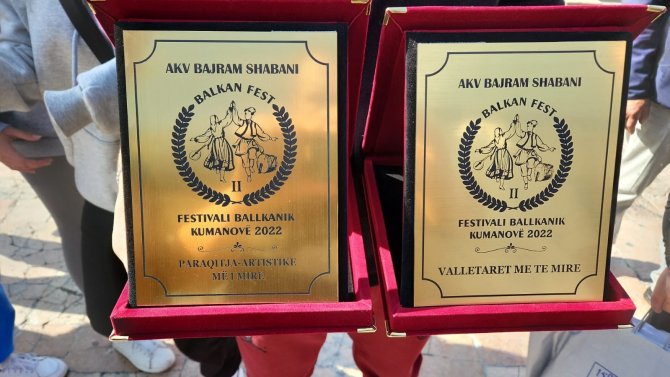 AKV BAJRAM SHABANI
BALKAN FEST
II
FESTIVALI BALLKANIK
KUMANOVË 2022
PARAQITJA-ARTISTIKE
ME I MIRE
AKV BAJRAM SHABANI
BALKAN FEST
II
FESTIVALI BALLKANIK
KUMANOVË 2022
VALLETARET ME TE MIRE